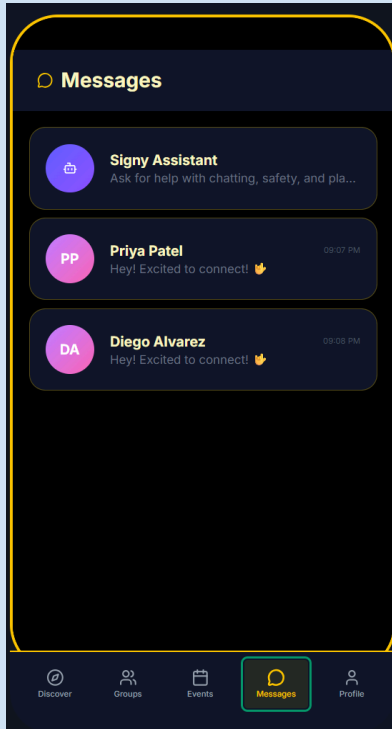 Messages
Signy Assistant
Ask for help with chatting, safety, and pla...
PP
Priya Patel
09:07 PM
Hey! Excited to connect! 🤟
DA
Diego Alvarez
09:08 PM
Hey! Excited to connect! 🤟
Discover
Groups
Events
Messages
Profile